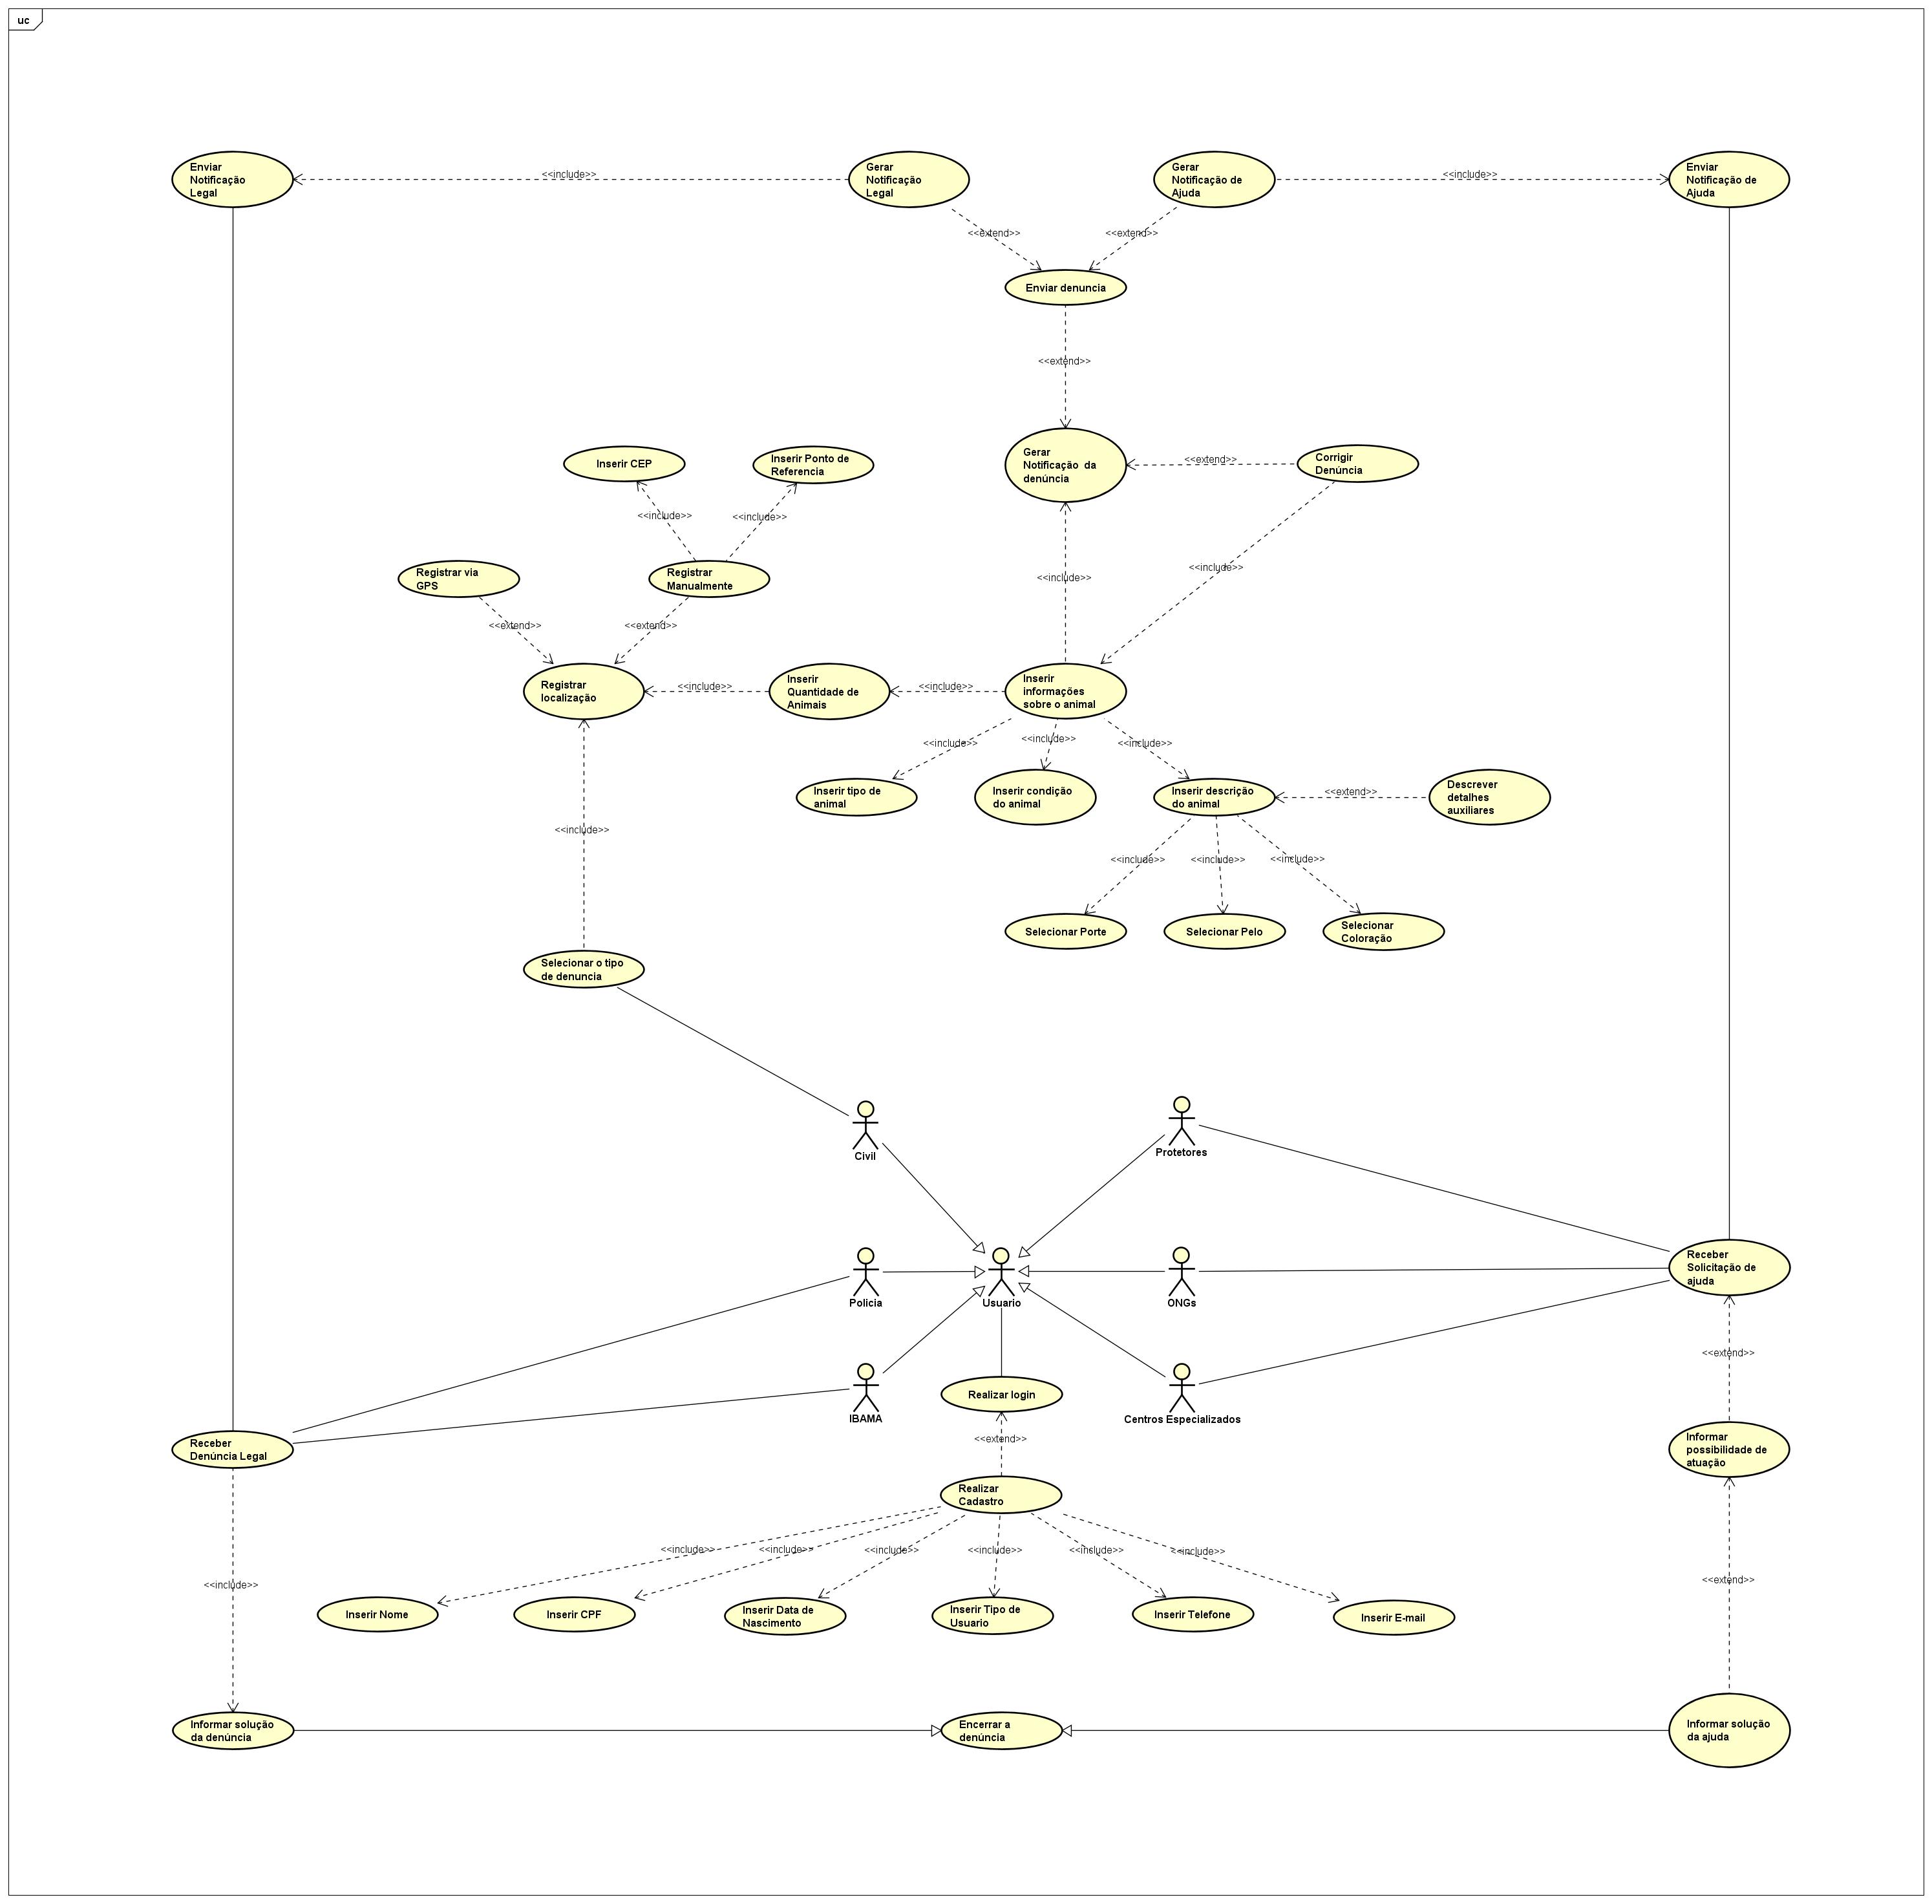 uc
Enviar
Notificação
Legal
<<include>>
Gerar
Notificação
Legal
Gerar
Notificação de
Ajuda
<<include>>
Enviar
Notificação de
Ajuda
<<extend>>
<<extend>>
Enviar denuncia
<<extend>>
Inserir CEP
Inserir Ponto de
Referencia
Gerar
Notificação da
denúncia
<<extend>>
Corrigir
Denúncia
<<include>>
<<include>>
Registrar via
GPS
Registrar
Manualmente
<<include>>
<<include>>
<<extend>>
<<extend>>
Registrar
localização
<<include>>
Inserir
Quantidade de
Animais
<<include>>
Inserir
informações
sobre o animal
<<include>>
<<include>>
<<include>>
Inserir tipo de
animal
Inserir condição
do animal
Inserir descrição
do animal
<<extend>>
Descrever
detalhes
auxiliares
<<include>>
<<include>>
<<include>>
<<include>>
Selecionar Porte
Selecionar Pelo
Selecionar
Coloração
Selecionar o tipo
de denuncia
Civil
Protetores
Receber
Solicitação de
ajuda
Policia
Usuario
ONGs
<<extend>>
Realizar login
IBAMA
Centros Especializados
Receber
Denúncia Legal
<<extend>>
Informar
possibilidade de
atuação
Realizar
Cadastro
<<include>>
<<include>>
<<include>>
<<include>>
<<include>>
<<include>>
<<include>>
<<extend>>
Inserir Nome
Inserir CPF
Inserir Data de
Nascimento
Inserir Tipo de
Usuario
Inserir Telefone
Inserir E-mail
Informar solução
da denúncia
Encerrar a
denúncia
Informar solução
da ajuda